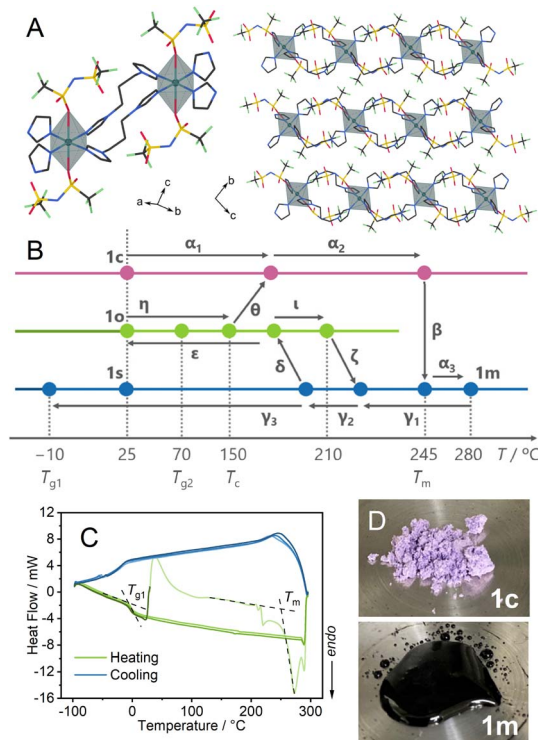 A
c
a
b
b
c
B
1c
α₁
α₂
η
θ
1o
ι
β
ε
δ
ζ
α₃
1s
1m
γ₃
γ₂
γ₁
−10
25
70
150
210
245
280
T / °C
Tg1
Tg2
Tc
Tm
C
12
8
4
0
-4
-8
-12
-16
Heat Flow / mW
Tg1
Tm
Heating
Cooling
endo
-100
0
100
200
300
Temperature / °C
D
1c
1m